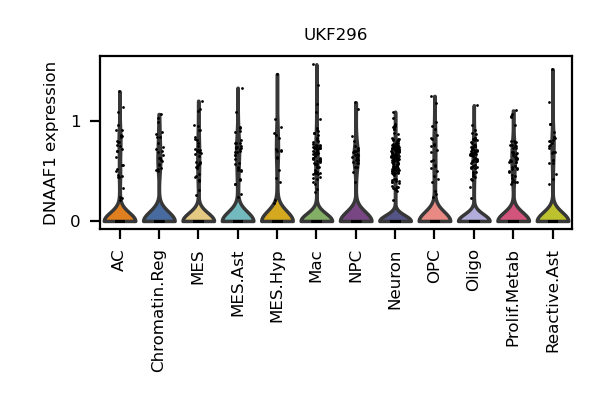 UKF296
DNAAF1 expression
1
0
AC
Chromatin.Reg
MES
MES.Ast
MES.Hyp
Mac
NPC
Neuron
OPC
Oligo
Prolif.Metab
Reactive.Ast